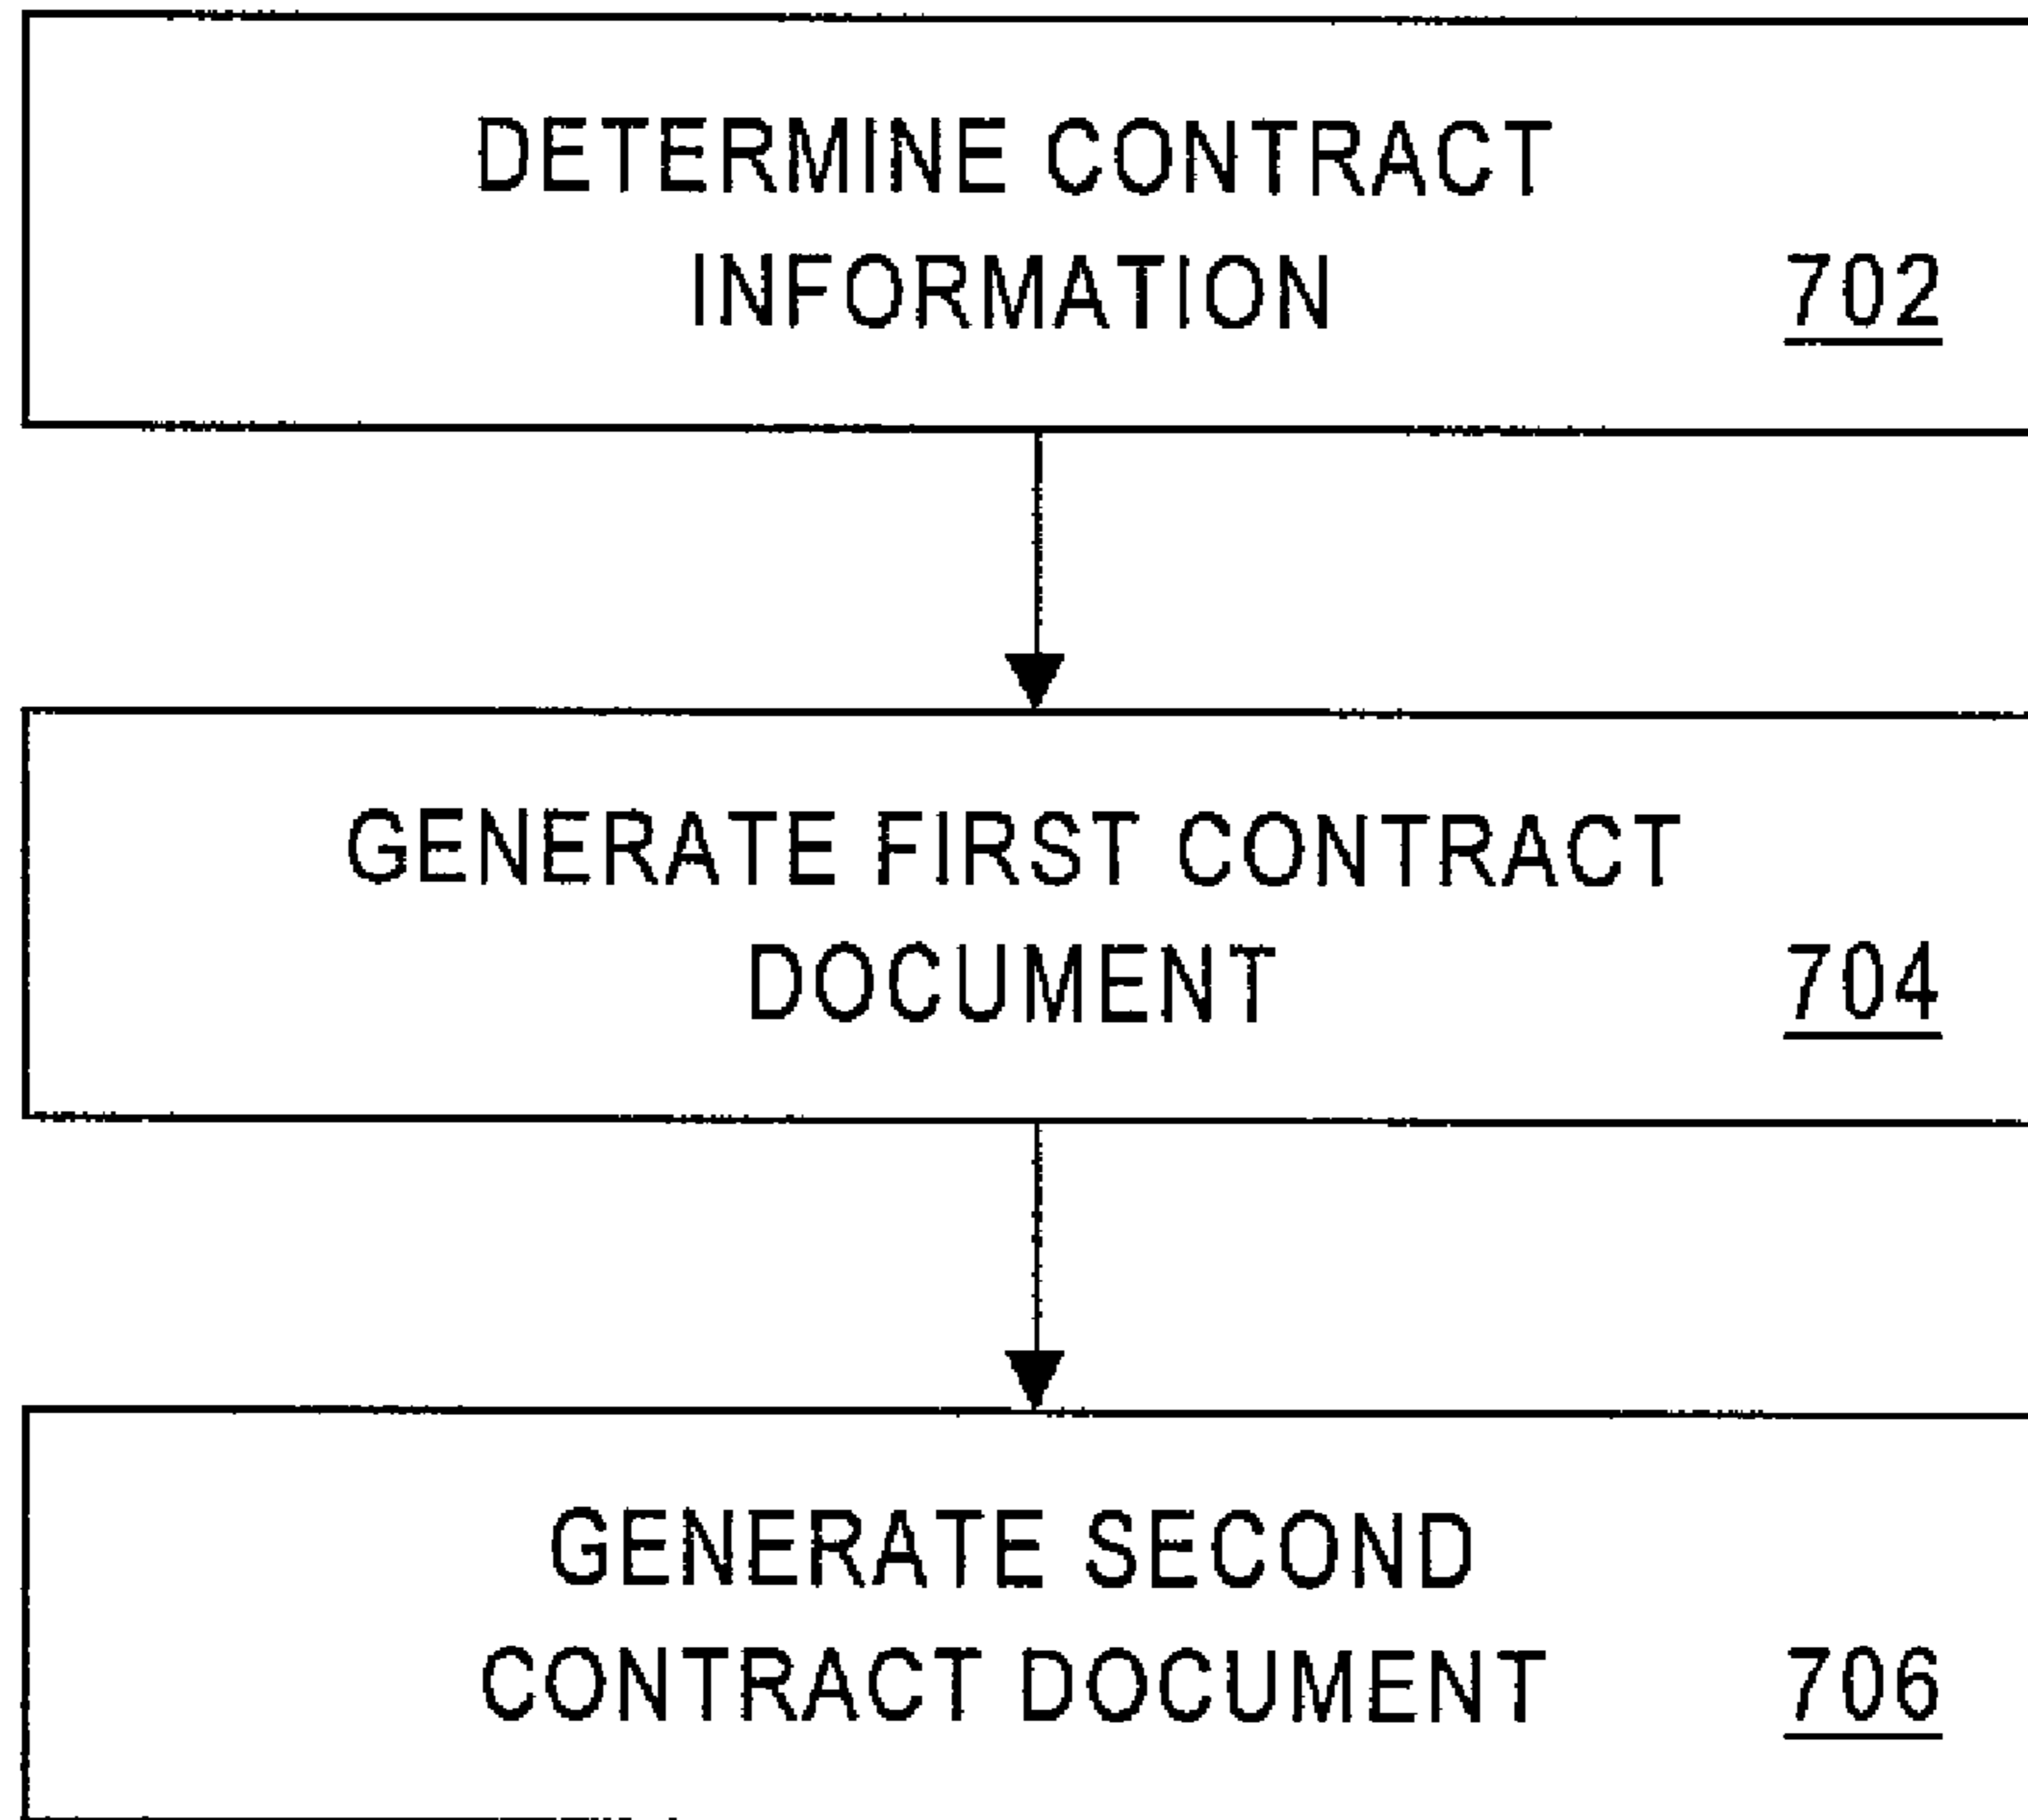 DETERMINE CONTRACT
INFORMATION 702
GENERATE FIRST CONTRACT
DOCUMENT 704
GENERATE SECOND
CONTRACT DOCUMENT 706